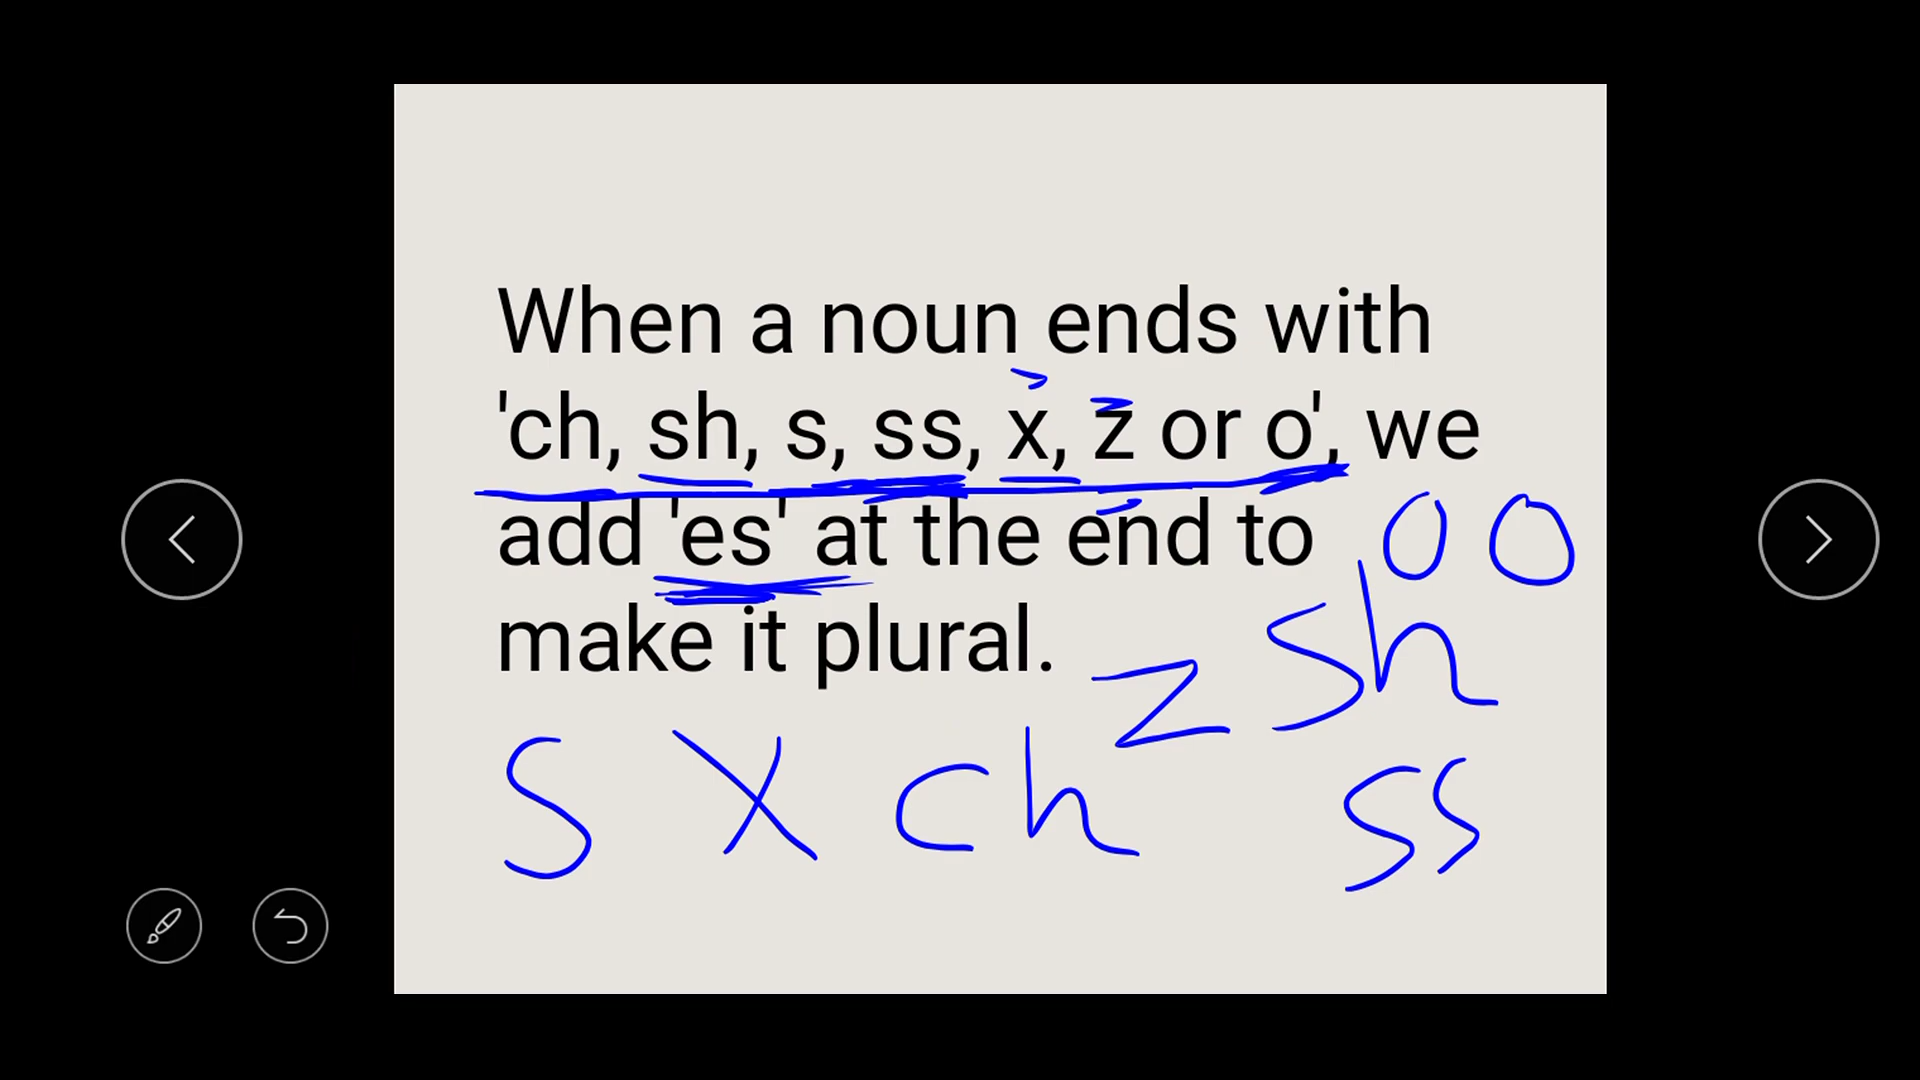 When a noun ends with
'ch, sh, s, ss, x, z or o', we
add 'es' at the end to
make it plural.
o o
z sh
s x ch ss